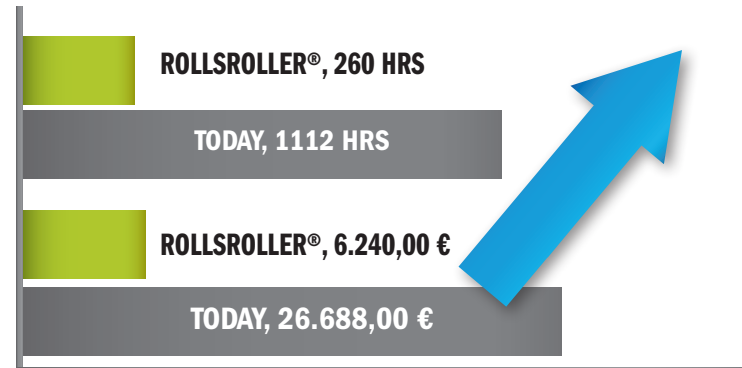 ROLLSROLLER®, 260 HRS
TODAY, 1112 HRS
ROLLSROLLER®, 6.240,00 €
TODAY, 26.688,00 €